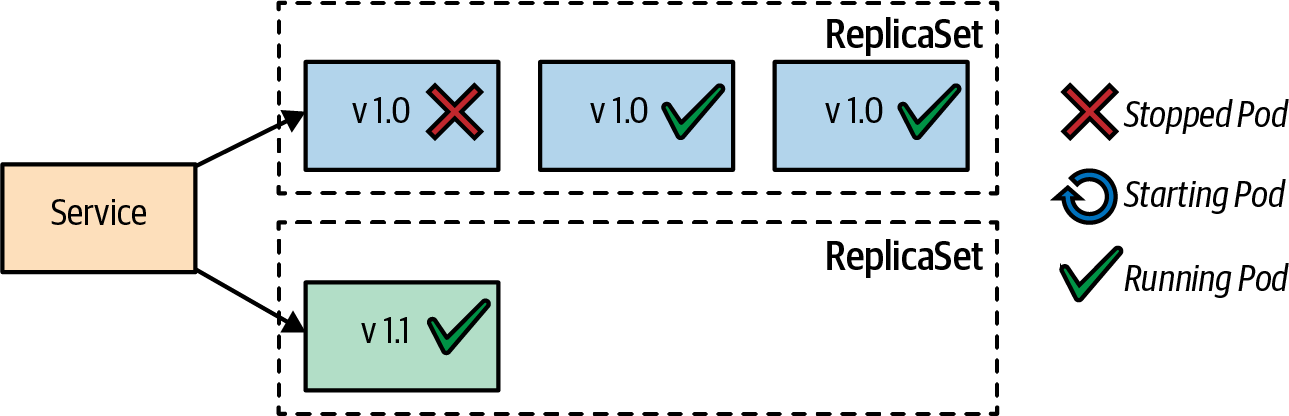 ReplicaSet
v 1.0
v 1.0
v 1.0
Stopped Pod
Service
Starting Pod
ReplicaSet
Running Pod
v 1.1